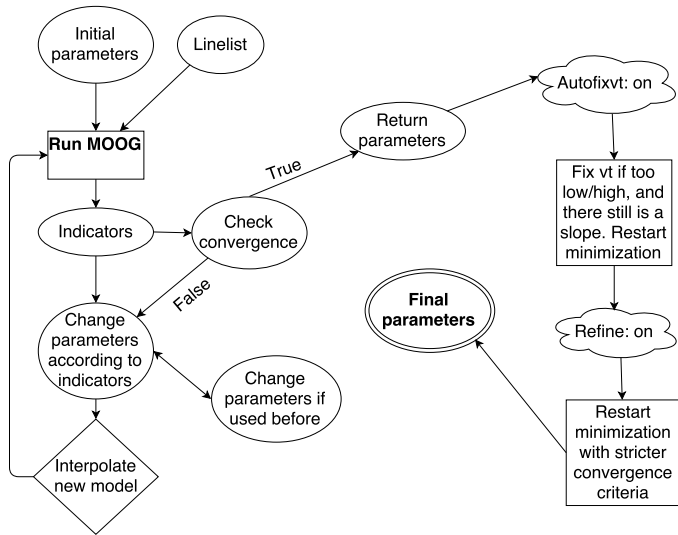 Initial
parameters
Linelist
Run MOOG
Indicators
Check
convergence
True
False
Return
parameters
Autofixvt: on
Fix vt if too
low/high, and
there still is a
slope. Restart
minimization
Refine: on
Restart
minimization
with stricter
convergence
criteria
Final
parameters
Change
parameters
according to
indicators
Change
parameters if
used before
Interpolate
new model